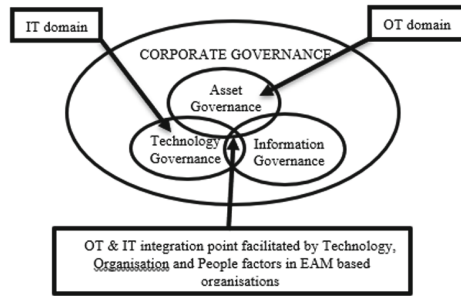 IT domain
OT domain
CORPORATE GOVERNANCE
Asset
Governance
Technology
Governance
Information
Governance
OT & IT integration point facilitated by Technology,
Organisation and People factors in EAM based
organisations